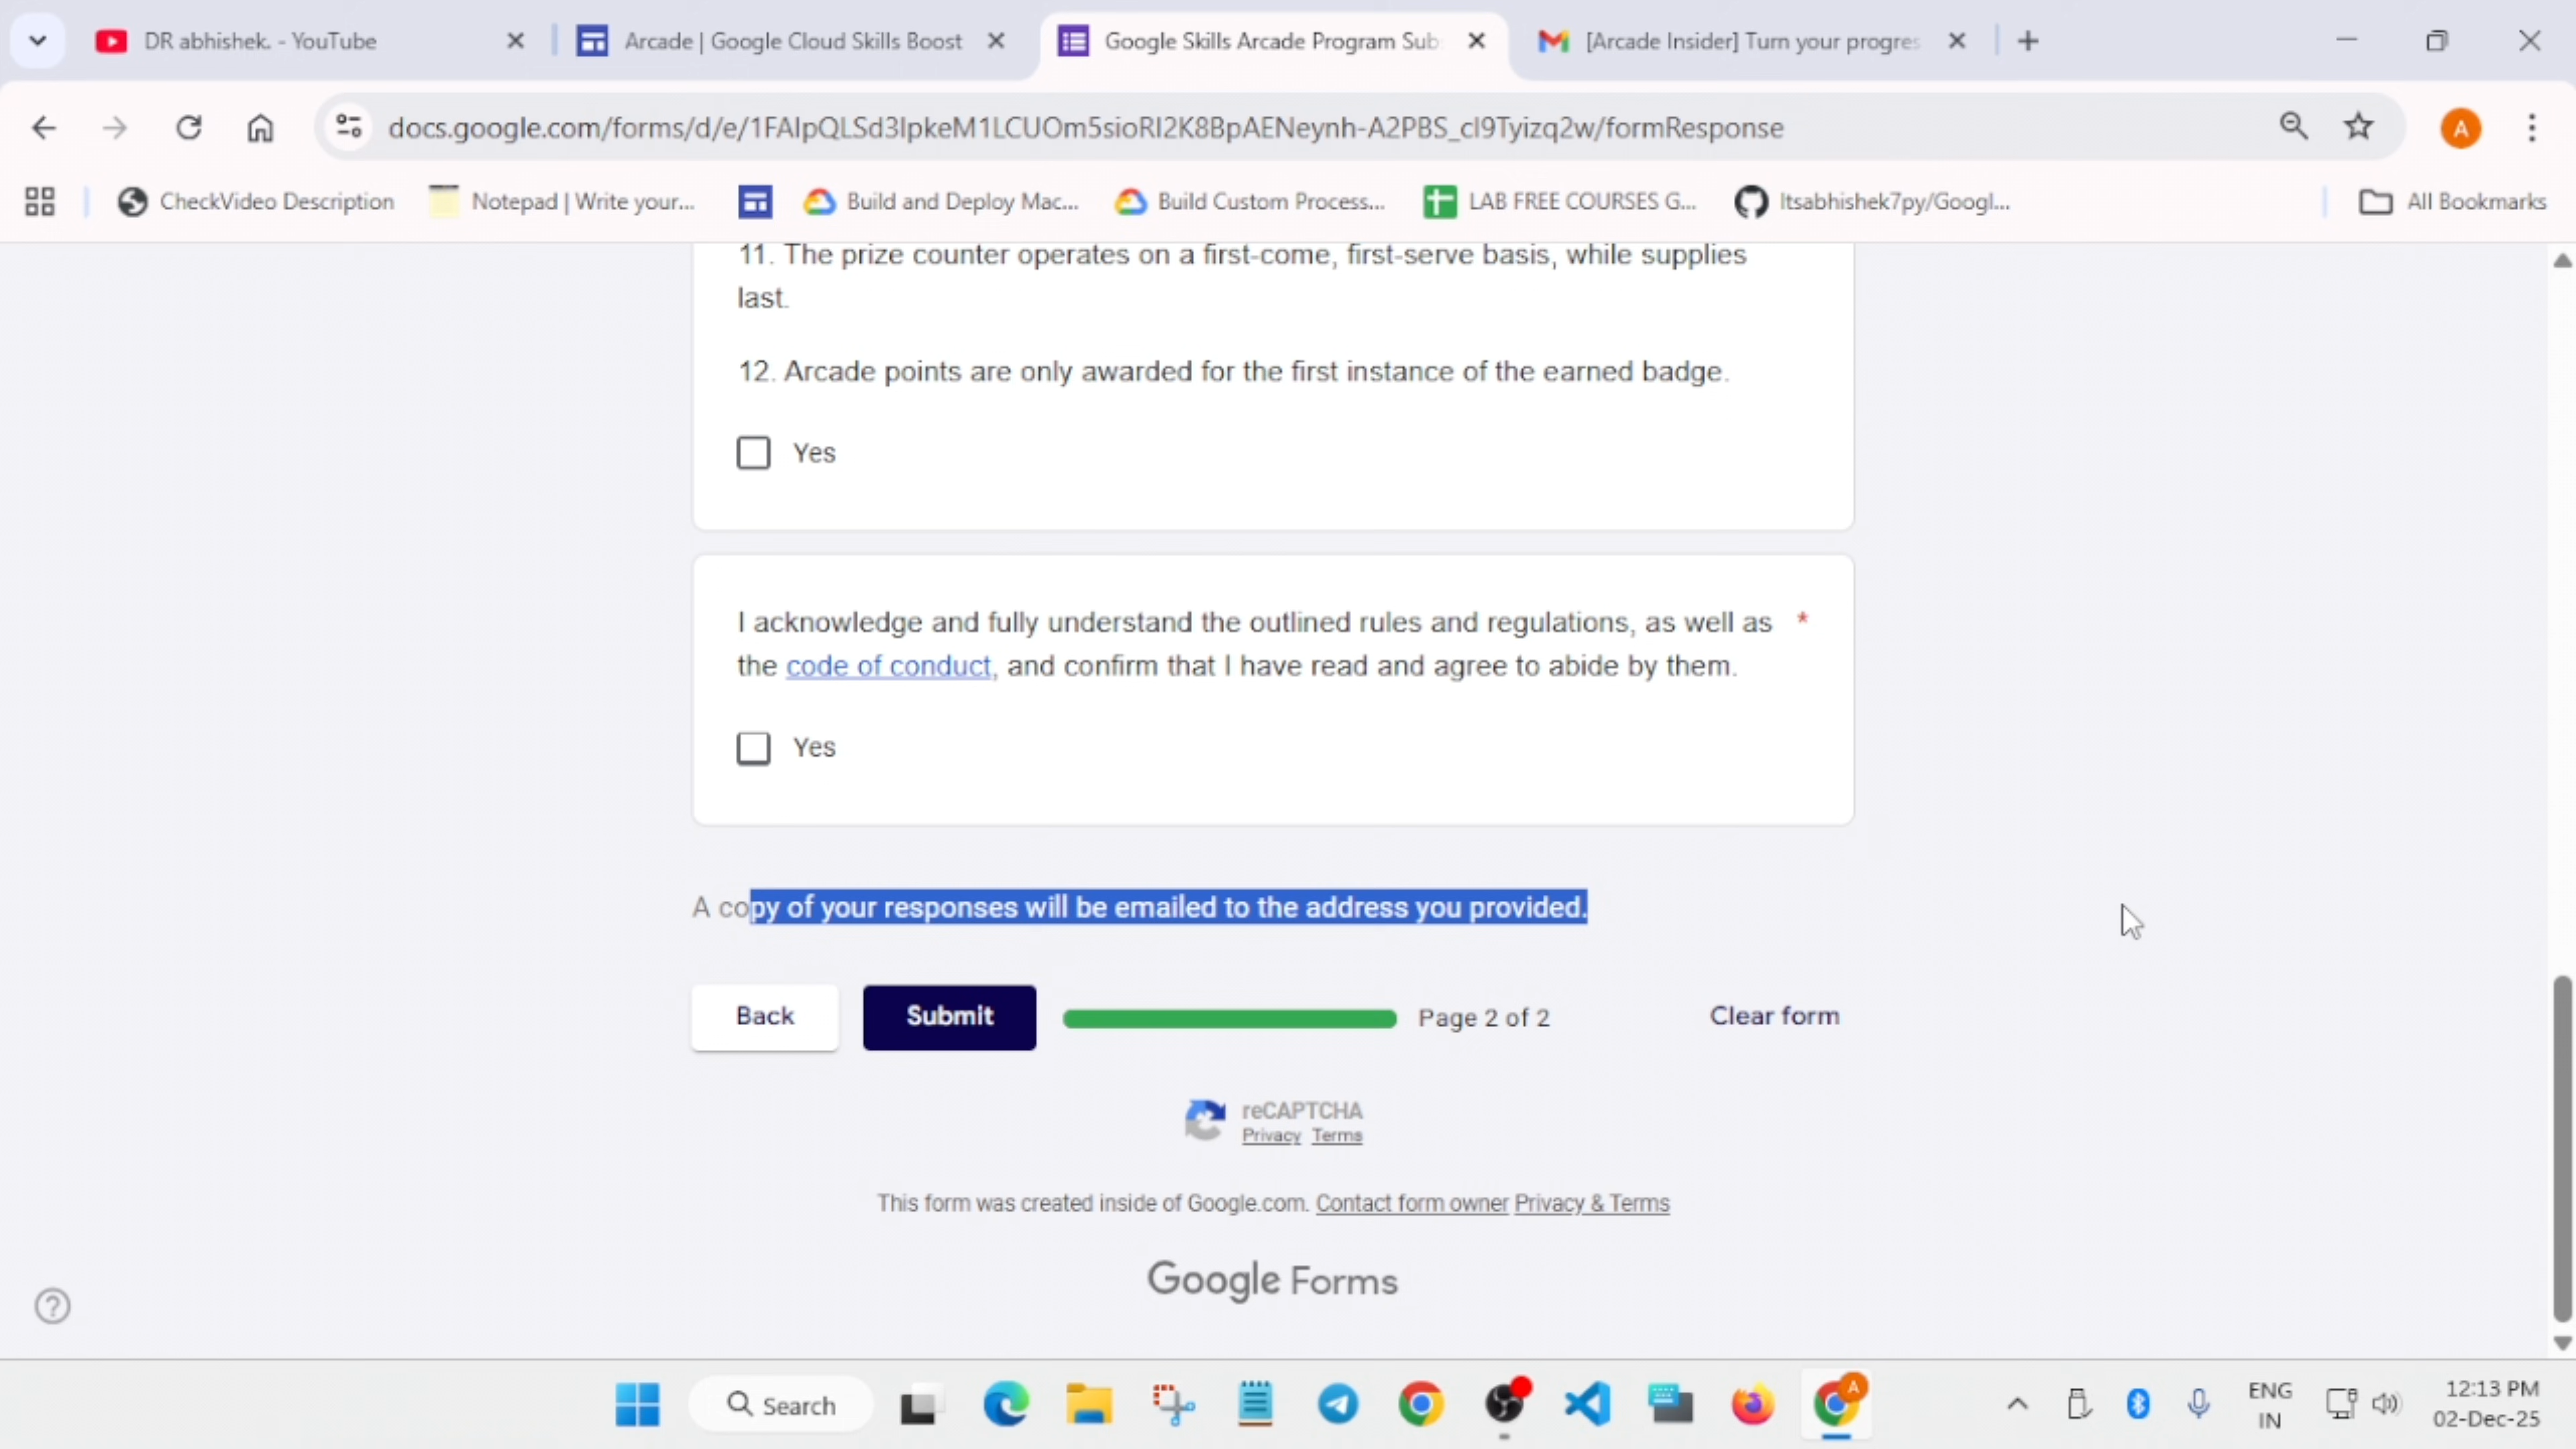 DR abhishek. - YouTube
Arcade | Google Cloud Skills Boost
Google Skills Arcade Program Sub
[Arcade Insider] Turn your progres
docs.google.com/forms/d/e/1FAIpQLSd3IpkeM1LCUOm5sioRI2K8BpAENeynh-A2PBS_cI9Tyizq2w/formResponse
A
CheckVideo Description
Notepad | Write your...
Build and Deploy Mac...
Build Custom Process...
LAB FREE COURSES G...
Itsabhishek7py/Googl...
All Bookmarks
11. The prize counter operates on a first-come, first-serve basis, while supplies
last.
12. Arcade points are only awarded for the first instance of the earned badge.
Yes
I acknowledge and fully understand the outlined rules and regulations, as well as *
the code of conduct, and confirm that I have read and agree to abide by them.
Yes
A copy of your responses will be emailed to the address you provided.
Back
Submit
Page 2 of 2
Clear form
reCAPTCHA
Privacy Terms
This form was created inside of Google.com. Contact form owner Privacy & Terms
Google Forms
Search
A
ENG
IN
12:13 PM
02-Dec-25